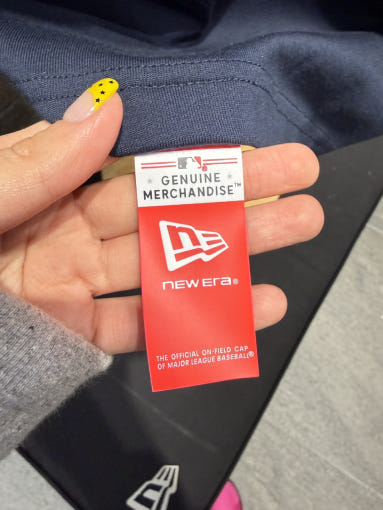 GENUINE
MERCHANDISE™
NEW ERA®
THE OFFICIAL ON-FIELD CAP
OF MAJOR LEAGUE BASEBALL®